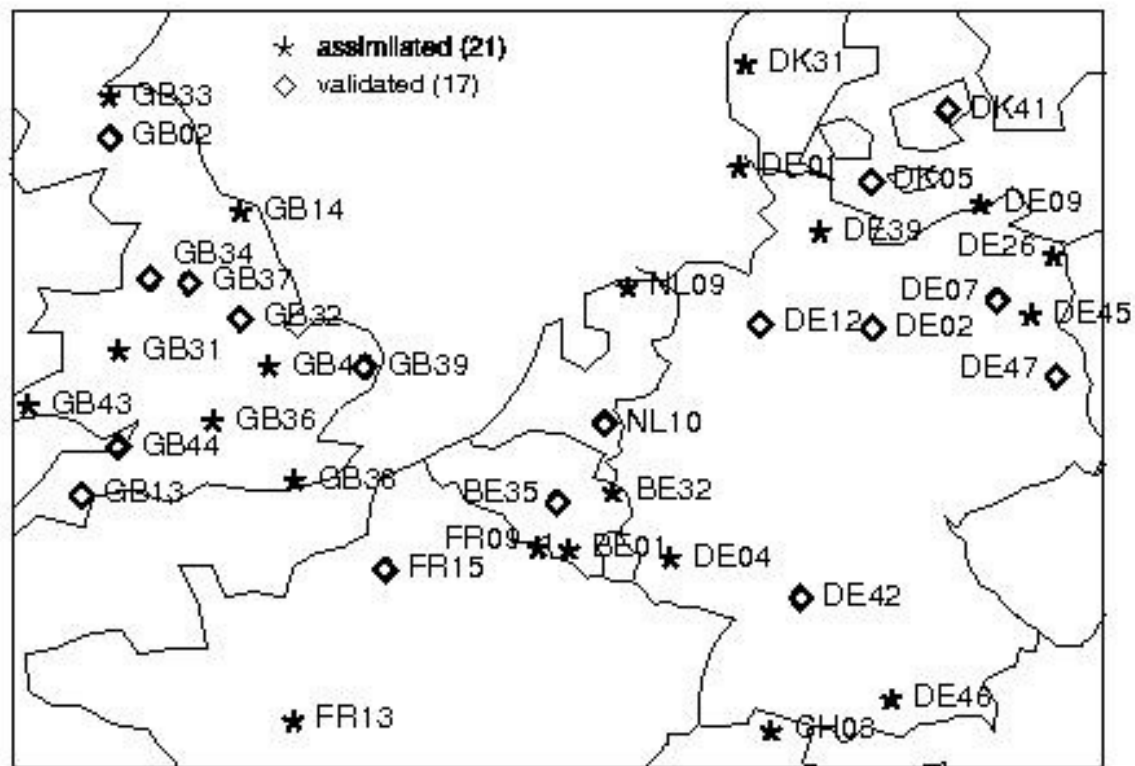 assimilated (21)
validated (17)
DK31
GB33
DK41
GB02
DE01
DK05
DE09
GB14
DE39
DE26
GB34
GB37
NL09
DE07
GB32
DE12
DE02
DE45
GB31
GB39
DE47
GB43
GB36
NL10
GB44
GB38
BE35
BE32
GB13
FR09
BE01
DE04
FR15
DE42
DE46
FR13
CH08